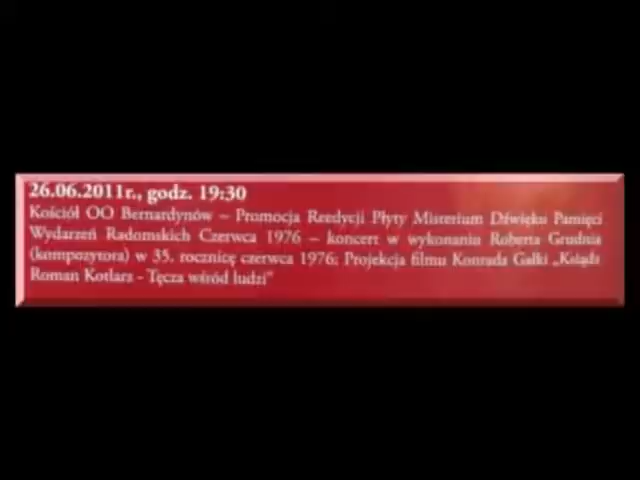 26.06.2011r., godz. 19:30
Kościół OO Bernardynów – Promocja Reedycji Płyty Misterium Dźwięku Pamięci
Wydarzeń Radomskich Czerwca 1976 – koncert w wykonaniu Roberta Grudnia
(kompozytora) w 35. rocznicę czerwca 1976; Projekcja filmu Konrada Gałki „Ksiądz
Roman Kotlarz - Tęcza wśród ludzi"